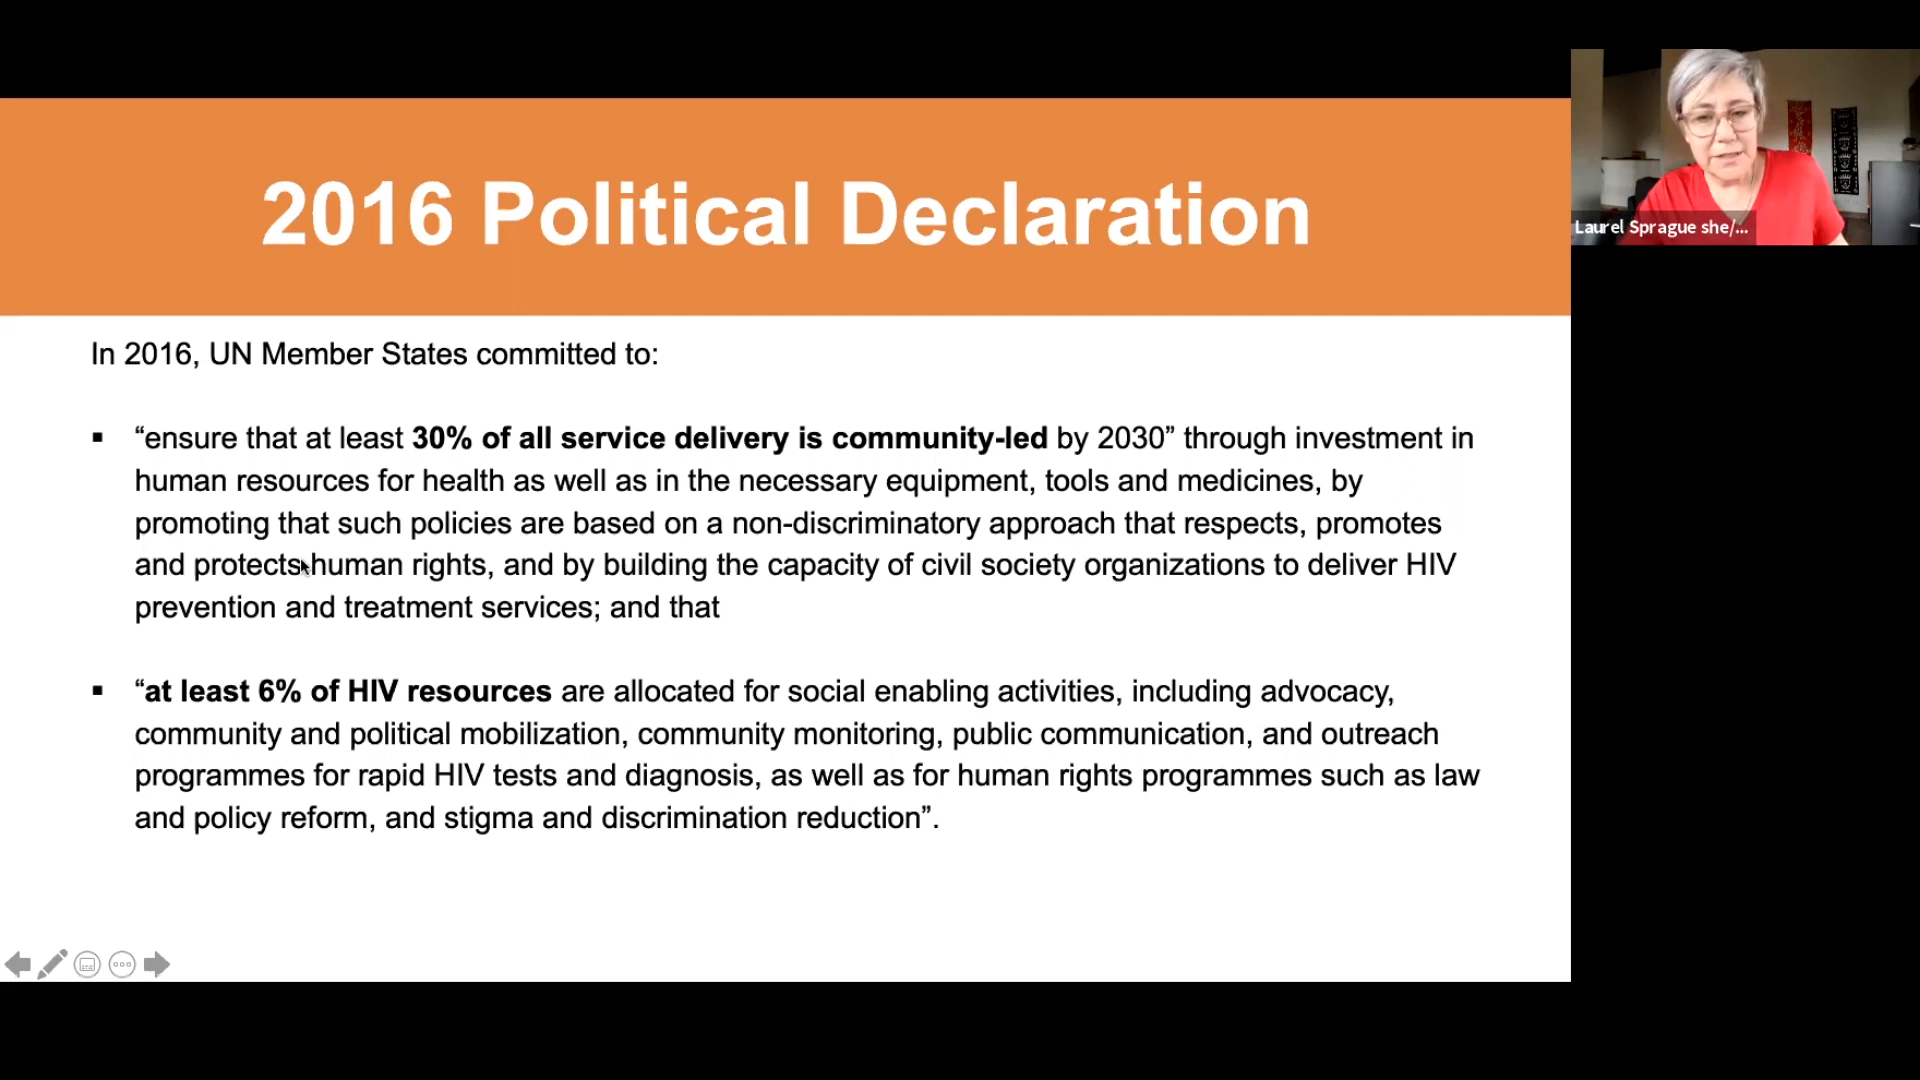 2016 Political Declaration
Laurel Sprague she/...
In 2016, UN Member States committed to:
▪ “ensure that at least 30% of all service delivery is community-led by 2030” through investment in
human resources for health as well as in the necessary equipment, tools and medicines, by
promoting that such policies are based on a non-discriminatory approach that respects, promotes
and protects human rights, and by building the capacity of civil society organizations to deliver HIV
prevention and treatment services; and that
▪ “at least 6% of HIV resources are allocated for social enabling activities, including advocacy,
community and political mobilization, community monitoring, public communication, and outreach
programmes for rapid HIV tests and diagnosis, as well as for human rights programmes such as law
and policy reform, and stigma and discrimination reduction”.